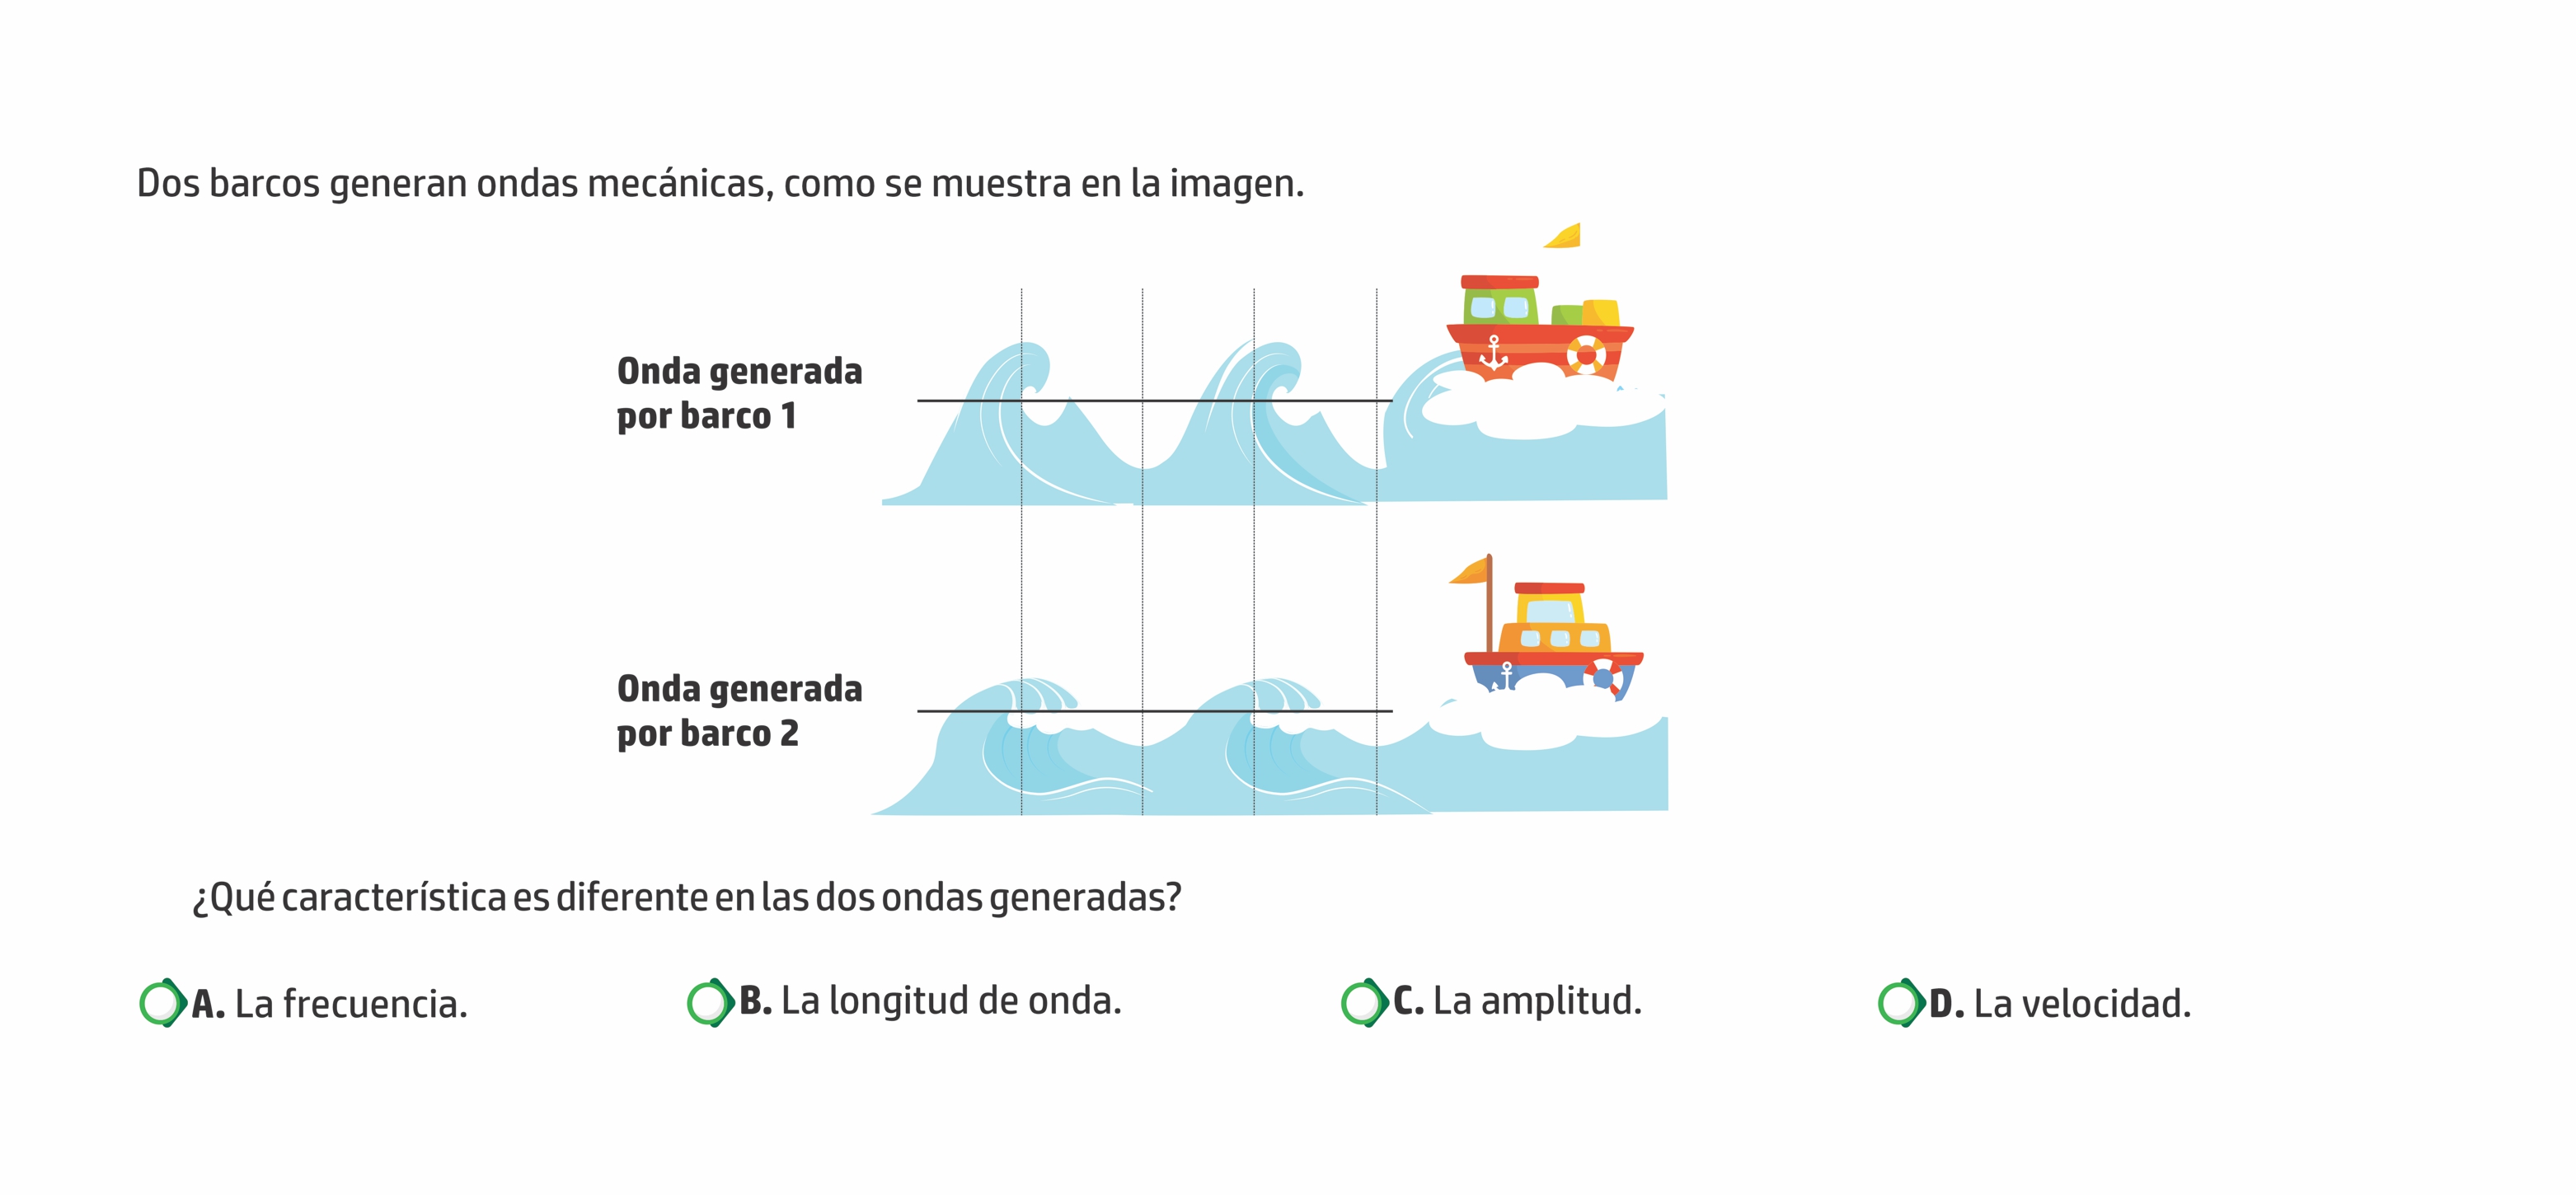 Dos barcos generan ondas mecánicas, como se muestra en la imagen.
Onda generada
por barco 1
Onda generada
por barco 2
¿Qué característica es diferente en las dos ondas generadas?
A. La frecuencia.
B. La longitud de onda.
C. La amplitud.
D. La velocidad.